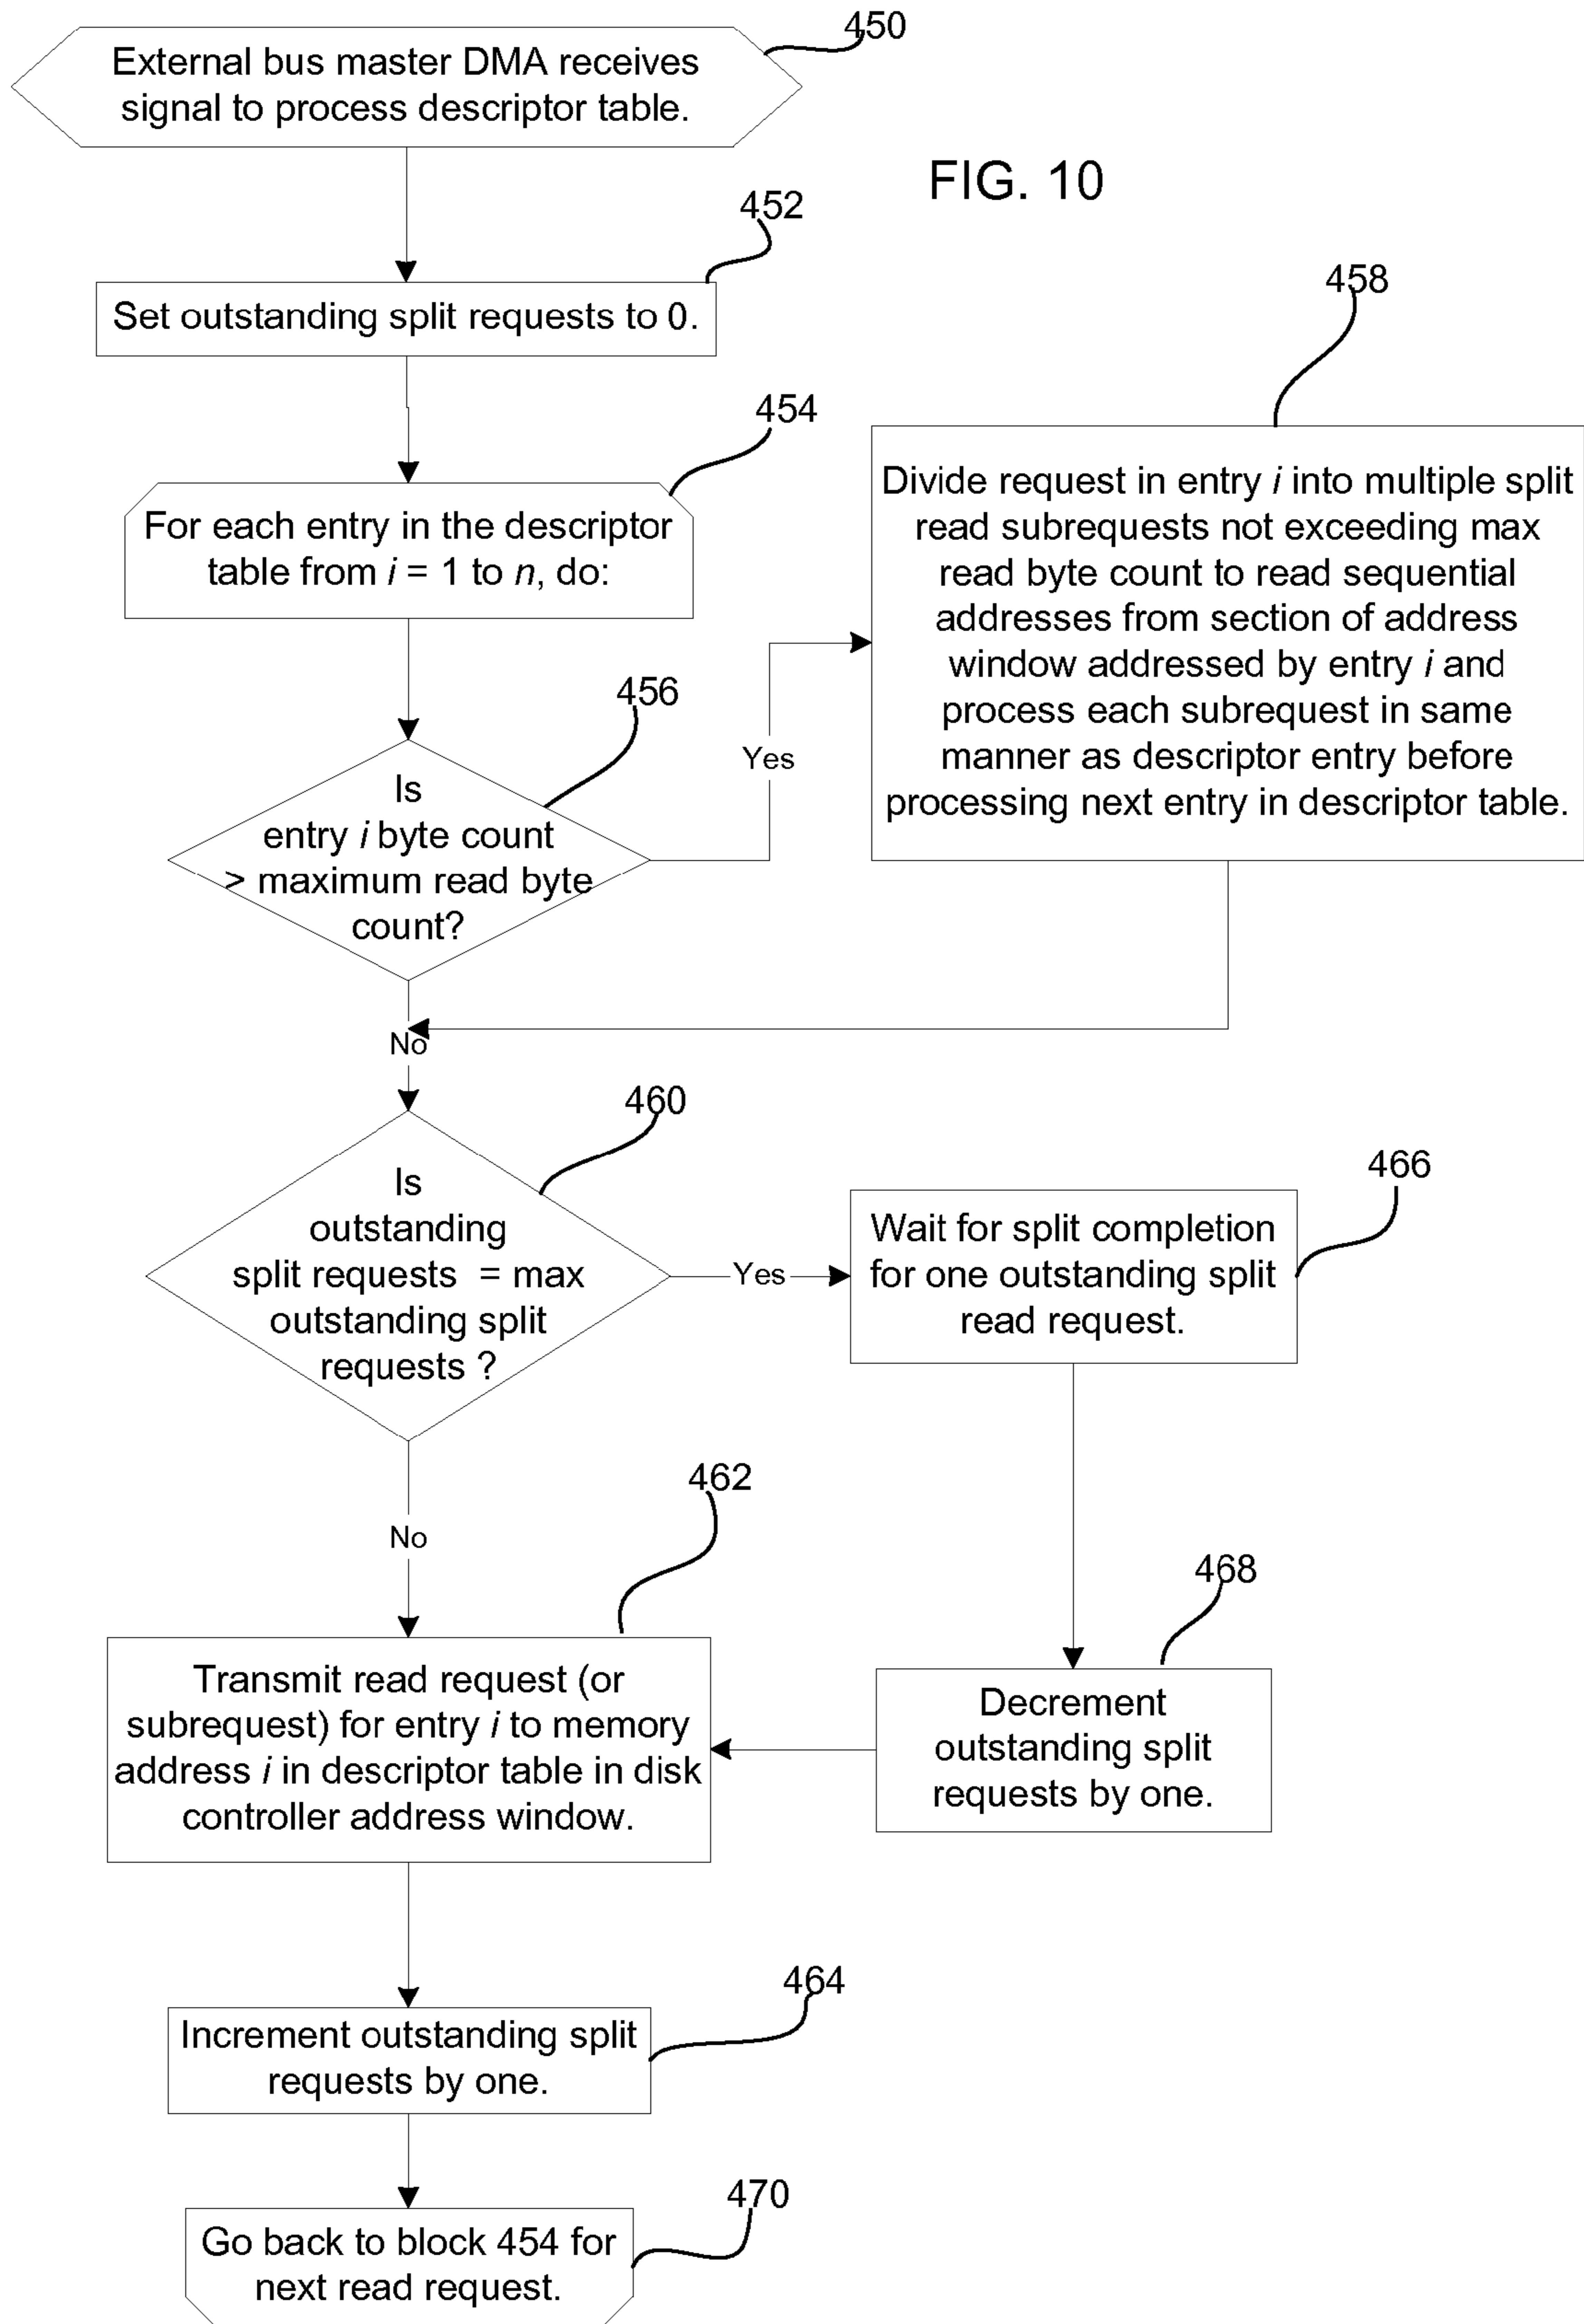 450
External bus master DMA receives
signal to process descriptor table.
FIG. 10
452
Set outstanding split requests to 0.
454
For each entry in the descriptor
table from i = 1 to n, do:
456
Is
entry i byte count
> maximum read byte
count?
Yes
458
Divide request in entry i into multiple split
read subrequests not exceeding max
read byte count to read sequential
addresses from section of address
window addressed by entry i and
process each subrequest in same
manner as descriptor entry before
processing next entry in descriptor table.
No
460
Is
outstanding
split requests = max
outstanding split
requests ?
Yes
466
Wait for split completion
for one outstanding split
read request.
No
462
Transmit read request (or
subrequest) for entry i to memory
address i in descriptor table in disk
controller address window.
468
Decrement
outstanding split
requests by one.
464
Increment outstanding split
requests by one.
470
Go back to block 454 for
next read request.